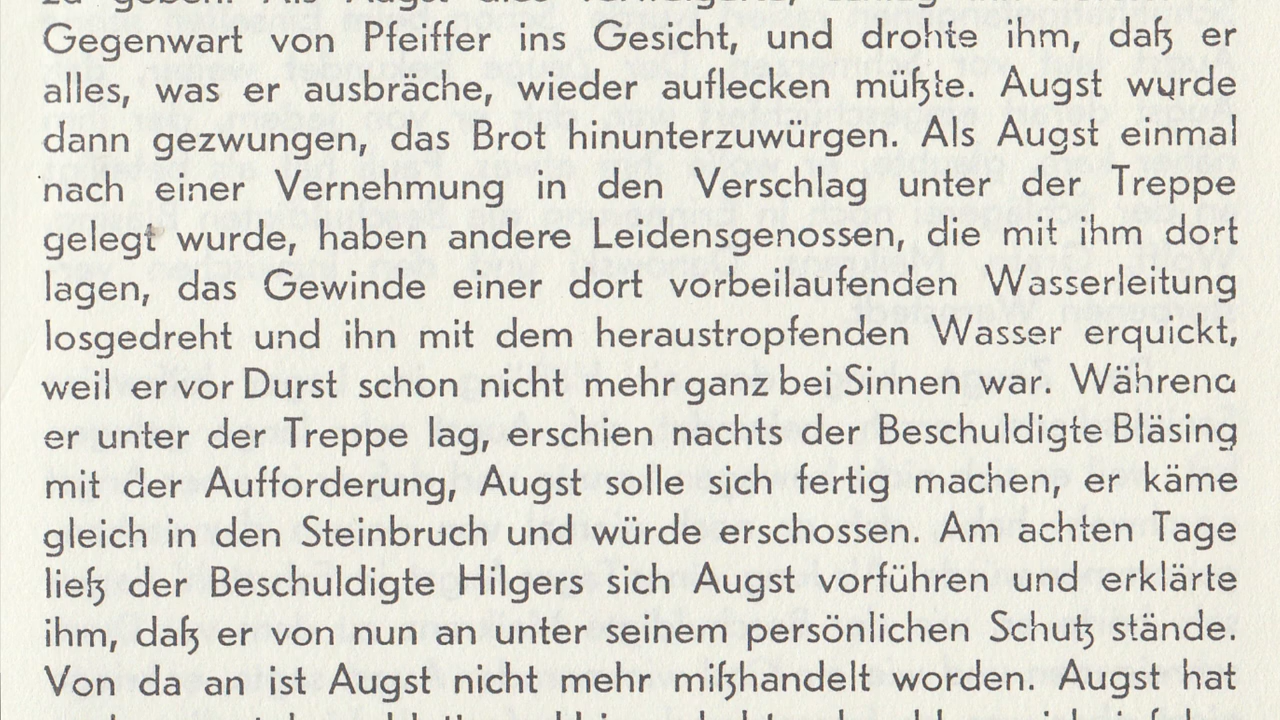 Gegenwart von Pfeiffer ins Gesicht, und drohte ihm, daß er
alles, was er ausbräche, wieder auflecken müßte. Augst wurde
dann gezwungen, das Brot hinunterzuwürgen. Als Augst einmal
nach einer Vernehmung in den Verschlag unter der Treppe
gelegt wurde, haben andere Leidensgenossen, die mit ihm dort
lagen, das Gewinde einer dort vorbeilaufenden Wasserleitung
losgedreht und ihn mit dem heraustropfenden Wasser erquickt,
weil er vor Durst schon nicht mehr ganz bei Sinnen war. Während
er unter der Treppe lag, erschien nachts der Beschuldigte Bläsing
mit der Aufforderung, Augst solle sich fertig machen, er käme
gleich in den Steinbruch und würde erschossen. Am achten Tage
ließ der Beschuldigte Hilgers sich Augst vorführen und erklärte
ihm, daß er von nun an unter seinem persönlichen Schutz stände.
Von da an ist Augst nicht mehr mißhandelt worden. Augst hat